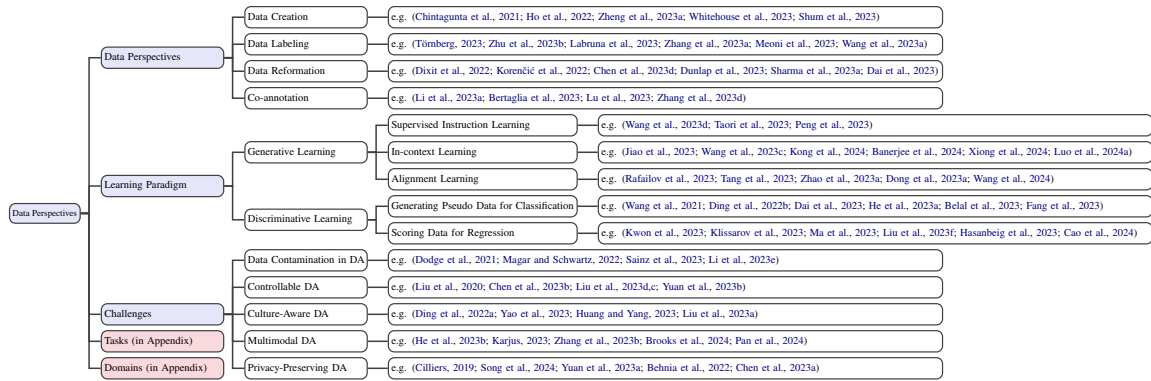 Data Creation
e.g. (Chintagunta et al., 2021; Ho et al., 2022; Zheng et al., 2023a; Whitehouse et al., 2023; Shum et al., 2023)
Data Labeling
e.g. (Törnberg, 2023; Zhu et al., 2023b; Labruna et al., 2023; Zhang et al., 2023a; Meoni et al., 2023; Wang et al., 2023a)
Data Perspectives
Data Reformation
e.g. (Dixit et al., 2022; Korenčić et al., 2022; Chen et al., 2023d; Dunlap et al., 2023; Sharma et al., 2023a; Dai et al., 2023)
Co-annotation
e.g. (Li et al., 2023a; Bertaglia et al., 2023; Lu et al., 2023; Zhang et al., 2023d)
Supervised Instruction Learning
e.g. (Wang et al., 2023d; Taori et al., 2023; Peng et al., 2023)
Generative Learning
In-context Learning
e.g. (Jiao et al., 2023; Wang et al., 2023c; Kong et al., 2024; Banerjee et al., 2024; Xiong et al., 2024; Luo et al., 2024a)
Alignment Learning
e.g. (Rafailov et al., 2023; Tang et al., 2023; Zhao et al., 2023a; Dong et al., 2023a; Wang et al., 2024)
Learning Paradigm
Generating Pseudo Data for Classification
e.g. (Wang et al., 2021; Ding et al., 2022b; Dai et al., 2023; He et al., 2023a; Belal et al., 2023; Fang et al., 2023)
Data Perspectives
Discriminative Learning
Scoring Data for Regression
e.g. (Kwon et al., 2023; Klissarov et al., 2023; Ma et al., 2023; Liu et al., 2023f; Hasanbeig et al., 2023; Cao et al., 2024)
Data Contamination in DA
e.g. (Dodge et al., 2021; Magar and Schwartz, 2022; Sainz et al., 2023; Li et al., 2023e)
Controllable DA
e.g. (Liu et al., 2020; Chen et al., 2023b; Liu et al., 2023d,c; Yuan et al., 2023b)
Challenges
Culture-Aware DA
e.g. (Ding et al., 2022a; Yao et al., 2023; Huang and Yang, 2023; Liu et al., 2023a)
Tasks (in Appendix)
Multimodal DA
e.g. (He et al., 2023b; Karjus, 2023; Zhang et al., 2023b; Brooks et al., 2024; Pan et al., 2024)
Domains (in Appendix)
Privacy-Preserving DA
e.g. (Cilliers, 2019; Song et al., 2024; Yuan et al., 2023a; Behnia et al., 2022; Chen et al., 2023a)